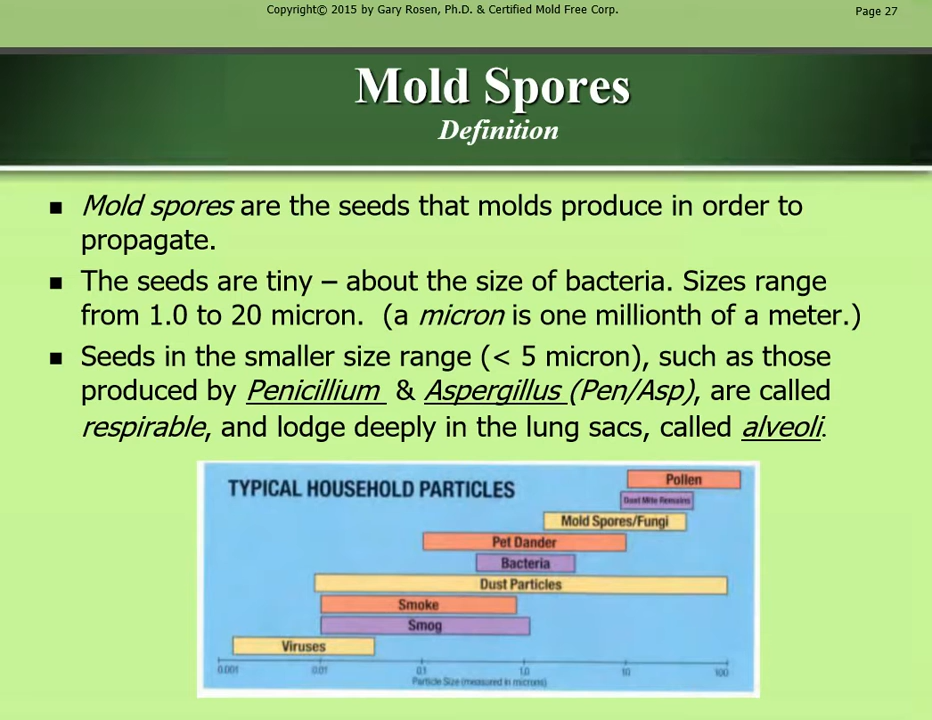 Copyright© 2015 by Gary Rosen, Ph.D. & Certified Mold Free Corp.
Page 27
Mold Spores
Definition
Mold spores are the seeds that molds produce in order to
propagate.
The seeds are tiny – about the size of bacteria. Sizes range
from 1.0 to 20 micron. (a micron is one millionth of a meter.)
Seeds in the smaller size range (< 5 micron), such as those
produced by Penicillium & Aspergillus (Pen/Asp), are called
respirable, and lodge deeply in the lung sacs, called alveoli.
TYPICAL HOUSEHOLD PARTICLES
Pollen
Dust Mite Remains
Mold Spores/Fungi
Pet Dander
Bacteria
Dust Particles
Smoke
Smog
Viruses
0.001 0.01 0.1 1.0 10 100
Particle Size (measured in microns)